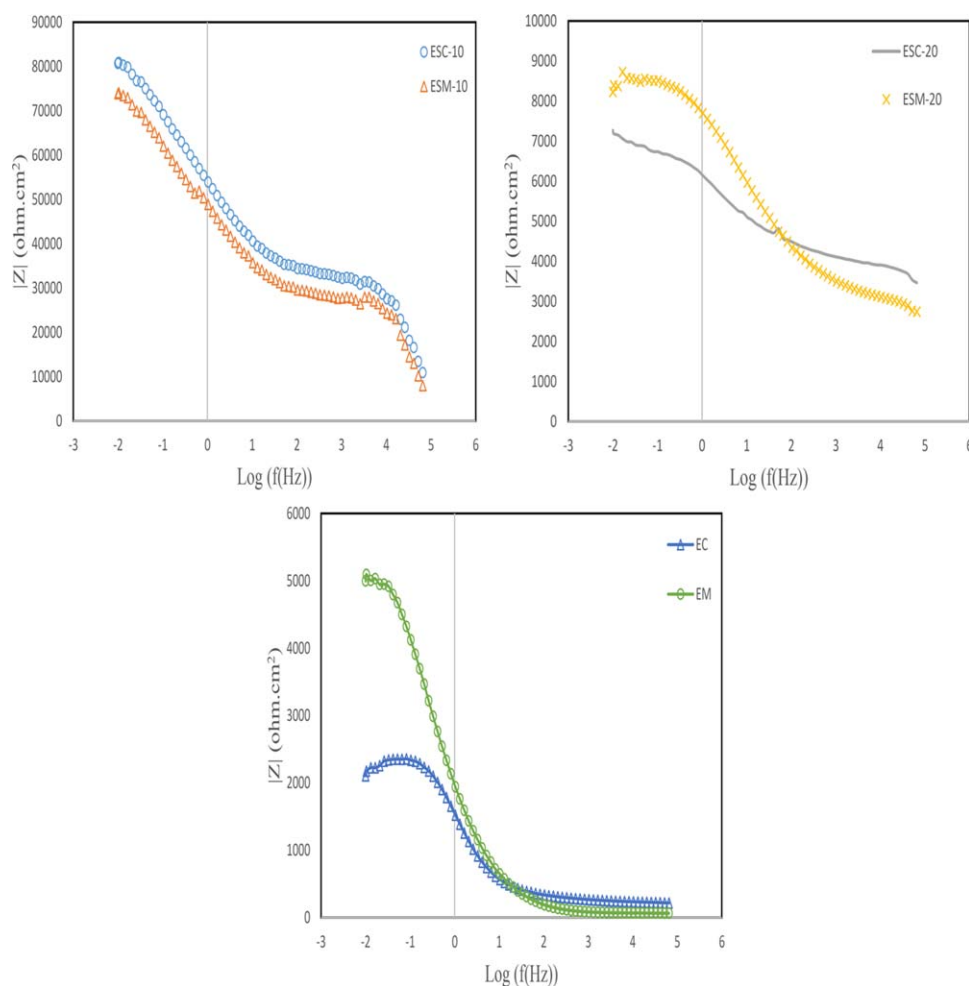 90000
80000
70000
60000
50000
40000
30000
20000
10000
0
|Z| (ohm.cm²)
ESC-10
ESM-10
-3 -2 -1 0 1 2 3 4 5 6
Log (f(Hz))
10000
9000
8000
7000
6000
5000
4000
3000
2000
1000
0
|Z| (ohm.cm²)
ESC-20
ESM-20
-3 -2 -1 0 1 2 3 4 5 6
Log (f(Hz))
6000
5000
4000
3000
2000
1000
0
|Z| (ohm.cm²)
EC
EM
-3 -2 -1 0 1 2 3 4 5 6
Log (f(Hz))